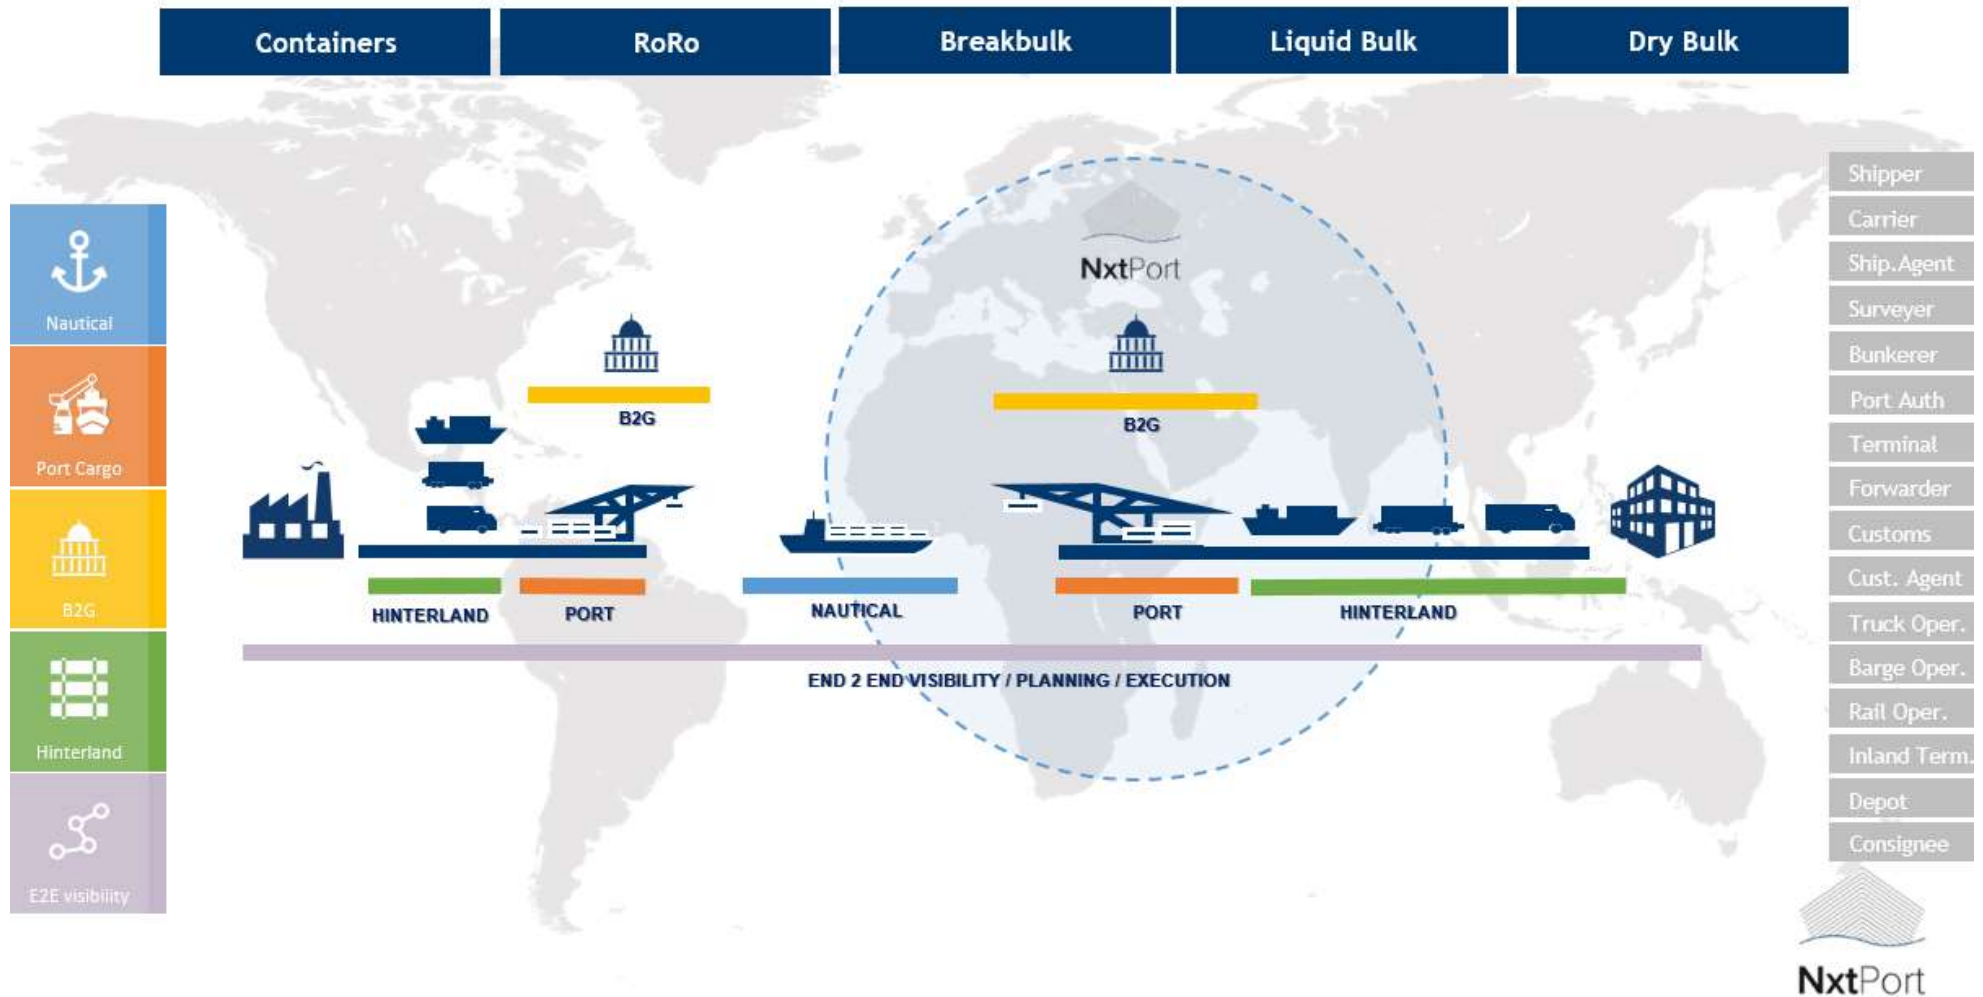 Containers
RoRo
Breakbulk
Liquid Bulk
Dry Bulk
Nautical
Port Cargo
B2G
Hinterland
E2E visibility
NxtPort
B2G
B2G
HINTERLAND
PORT
NAUTICAL
PORT
HINTERLAND
END 2 END VISIBILITY / PLANNING / EXECUTION
Shipper
Carrier
Ship.Agent
Surveyer
Bunkerer
Port Auth
Terminal
Forwarder
Customs
Cust. Agent
Truck Oper.
Barge Oper.
Rail Oper.
Inland Term.
Depot
Consignee
NxtPort